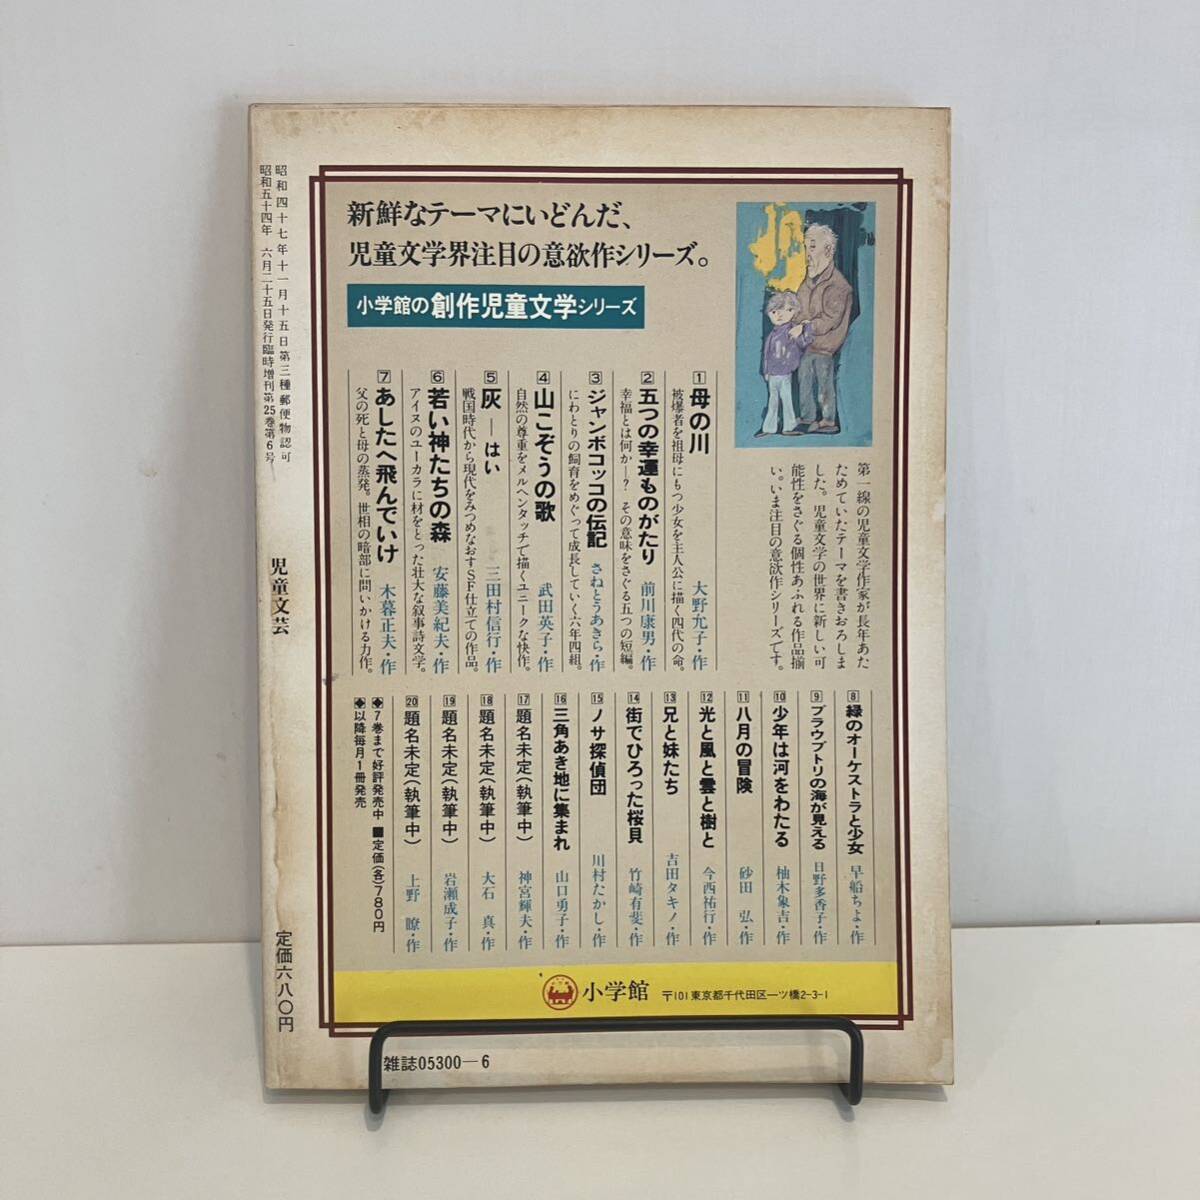 昭和四十七年十一月十五日第三種郵便物認可
昭和五十四年 六月二十五日発行臨時増刊第25巻第6号
児童文芸
定価六八〇円
新鮮なテーマにいどんだ、
児童文学界注目の意欲作シリーズ。
小学館の創作児童文学シリーズ
第一線の児童文学作家が長年あた
ためていたテーマを書きおろしま
した。児童文学の世界に新しい可
能性をさぐる個性あふれる作品揃
い。いま注目の意欲作シリーズです。
1 母の川 大野允子・作
被爆者を祖母にもつ少女を主人公に描く四代の命。
2 五つの幸運ものがたり 前川康男・作
幸福とは何か―? その意味をさぐる五つの短編。
3 ジャンボコッコの伝記 さねとうあきら・作
にわとりの飼育をめぐって成長していく六年四組。
4 山こぞうの歌 武田英子・作
自然の尊重をメルヘンタッチで描くユニークな快作。
5 灰―はい 三田村信行・作
戦国時代から現代をみつめなおすSF仕立ての作品。
6 若い神たちの森 安藤美紀夫・作
アイヌのユーカラに材をとった壮大な叙事詩文学。
7 あしたへ飛んでいけ 木暮正夫・作
父の死と母の蒸発。世相の暗部に問いかける力作。
8 緑のオーケストラと少女 早船ちよ・作
9 ブラウブトリの海が見える 日野多香子・作
10 少年は河をわたる 柚木象吉・作
11 八月の冒険 砂田 弘・作
12 光と風と雲と樹と 今西祐行・作
13 兄と妹たち 吉田タキノ・作
14 街でひろった桜貝 竹崎有斐・作
15 ノサ探偵団 川村たかし・作
16 三角あき地に集まれ 山口勇子・作
17 題名未定(執筆中) 神宮輝夫・作
18 題名未定(執筆中) 大石 真・作
19 題名未定(執筆中) 岩瀬成子・作
20 題名未定(執筆中) 上野 瞭・作
◆7巻まで好評発売中 ■定価(各)780円
◆以降毎月1冊発売
小学館 〒101 東京都千代田区一ツ橋2-3-1
雑誌05300―6